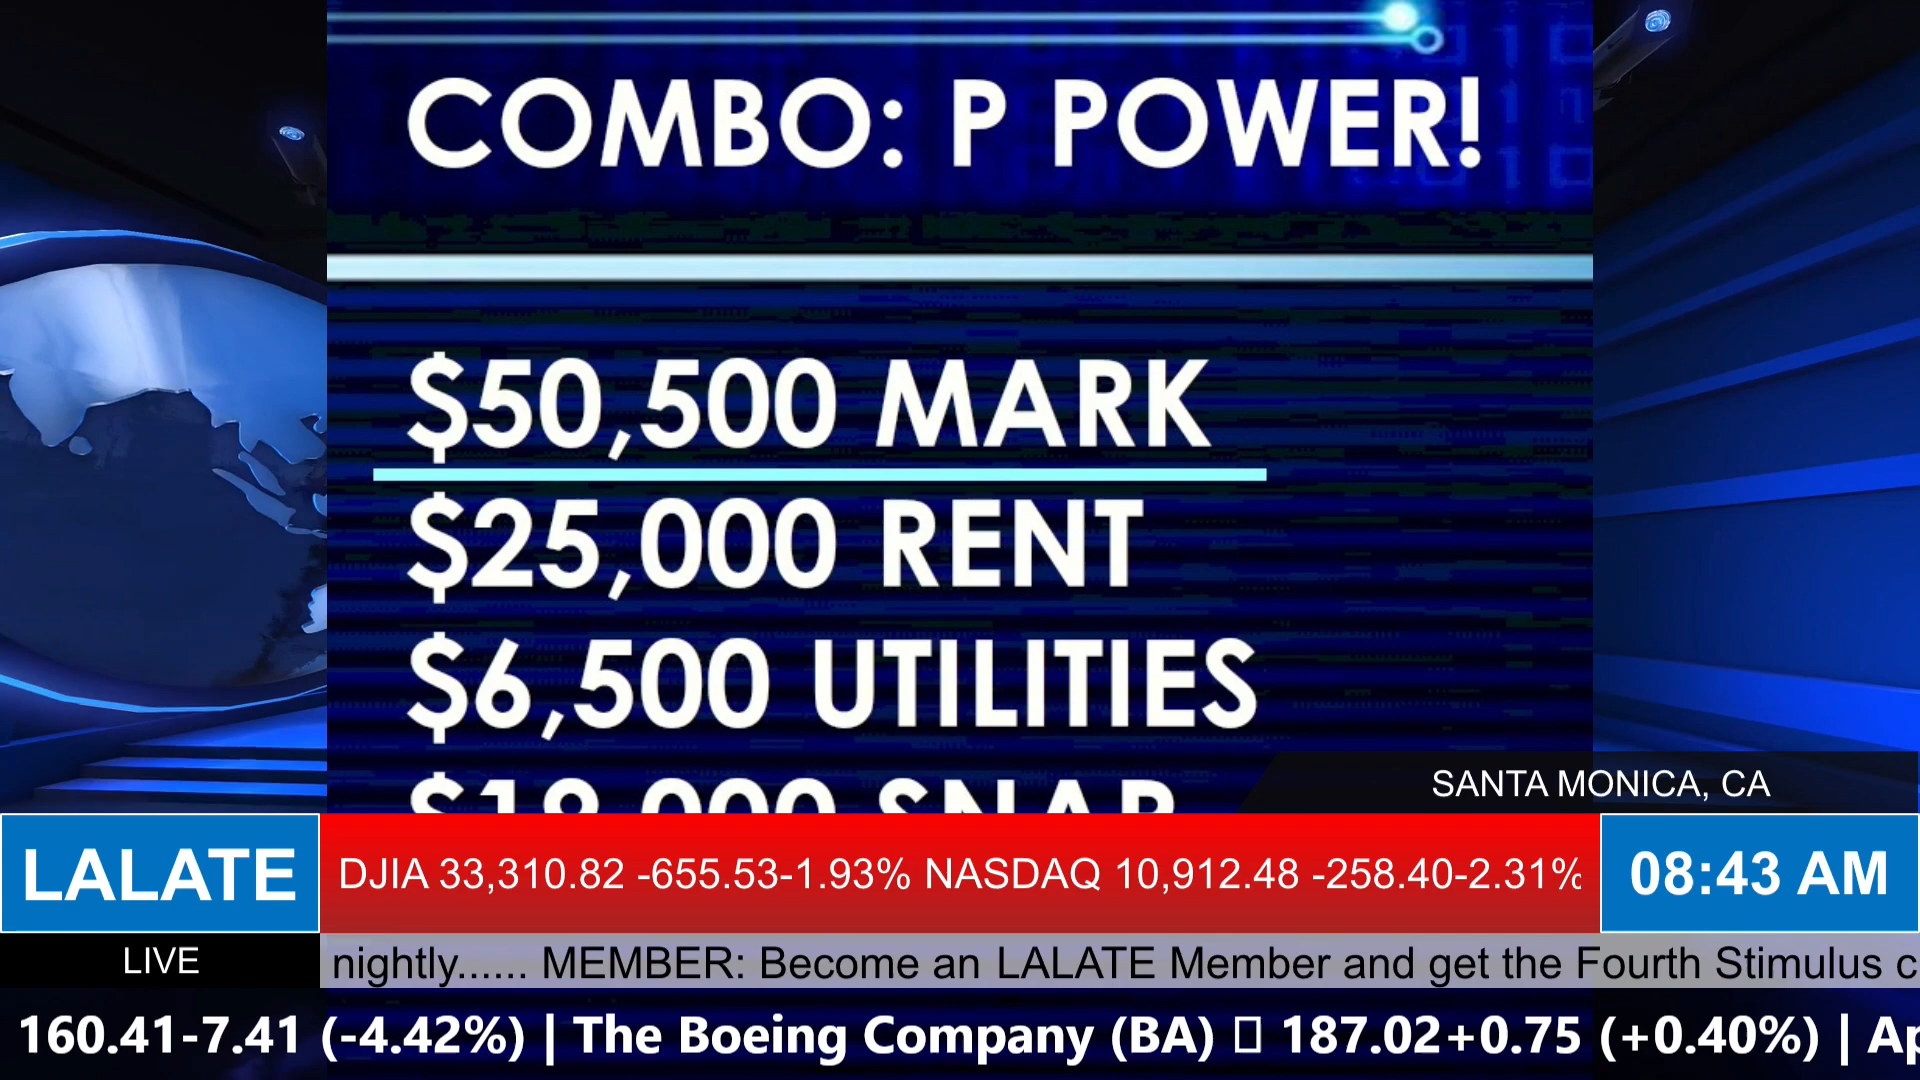 COMBO: P POWER!
$50,500 MARK
$25,000 RENT
$6,500 UTILITIES
SNAP
SANTA MONICA, CA
LALATE
DJIA 33,310.82 -655.53-1.93% NASDAQ 10,912.48 -258.40-2.31%
08:43 AM
LIVE
nightly...... MEMBER: Become an LALATE Member and get the Fourth Stimulus c
160.41-7.41 (-4.42%) | The Boeing Company (BA) 187.02+0.75 (+0.40%) | Ap